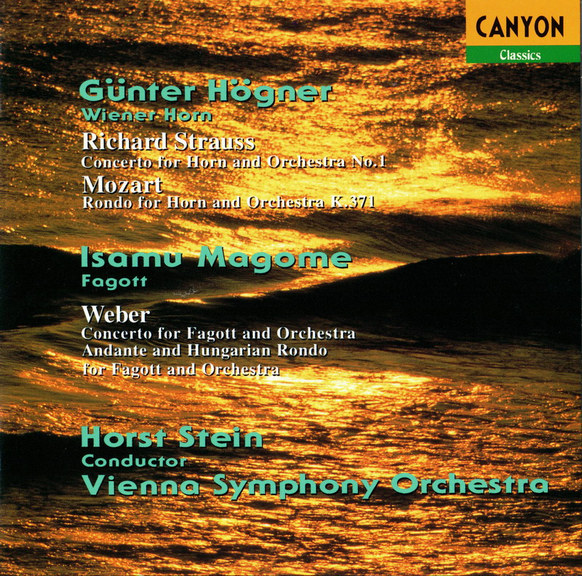 CANYON
Classics
Günter Högner
Wiener Horn
Richard Strauss
Concerto for Horn and Orchestra No.1
Mozart
Rondo for Horn and Orchestra K.371
Isamu Magome
Fagott
Weber
Concerto for Fagott and Orchestra
Andante and Hungarian Rondo
for Fagott and Orchestra
Horst Stein
Conductor
Vienna Symphony Orchestra